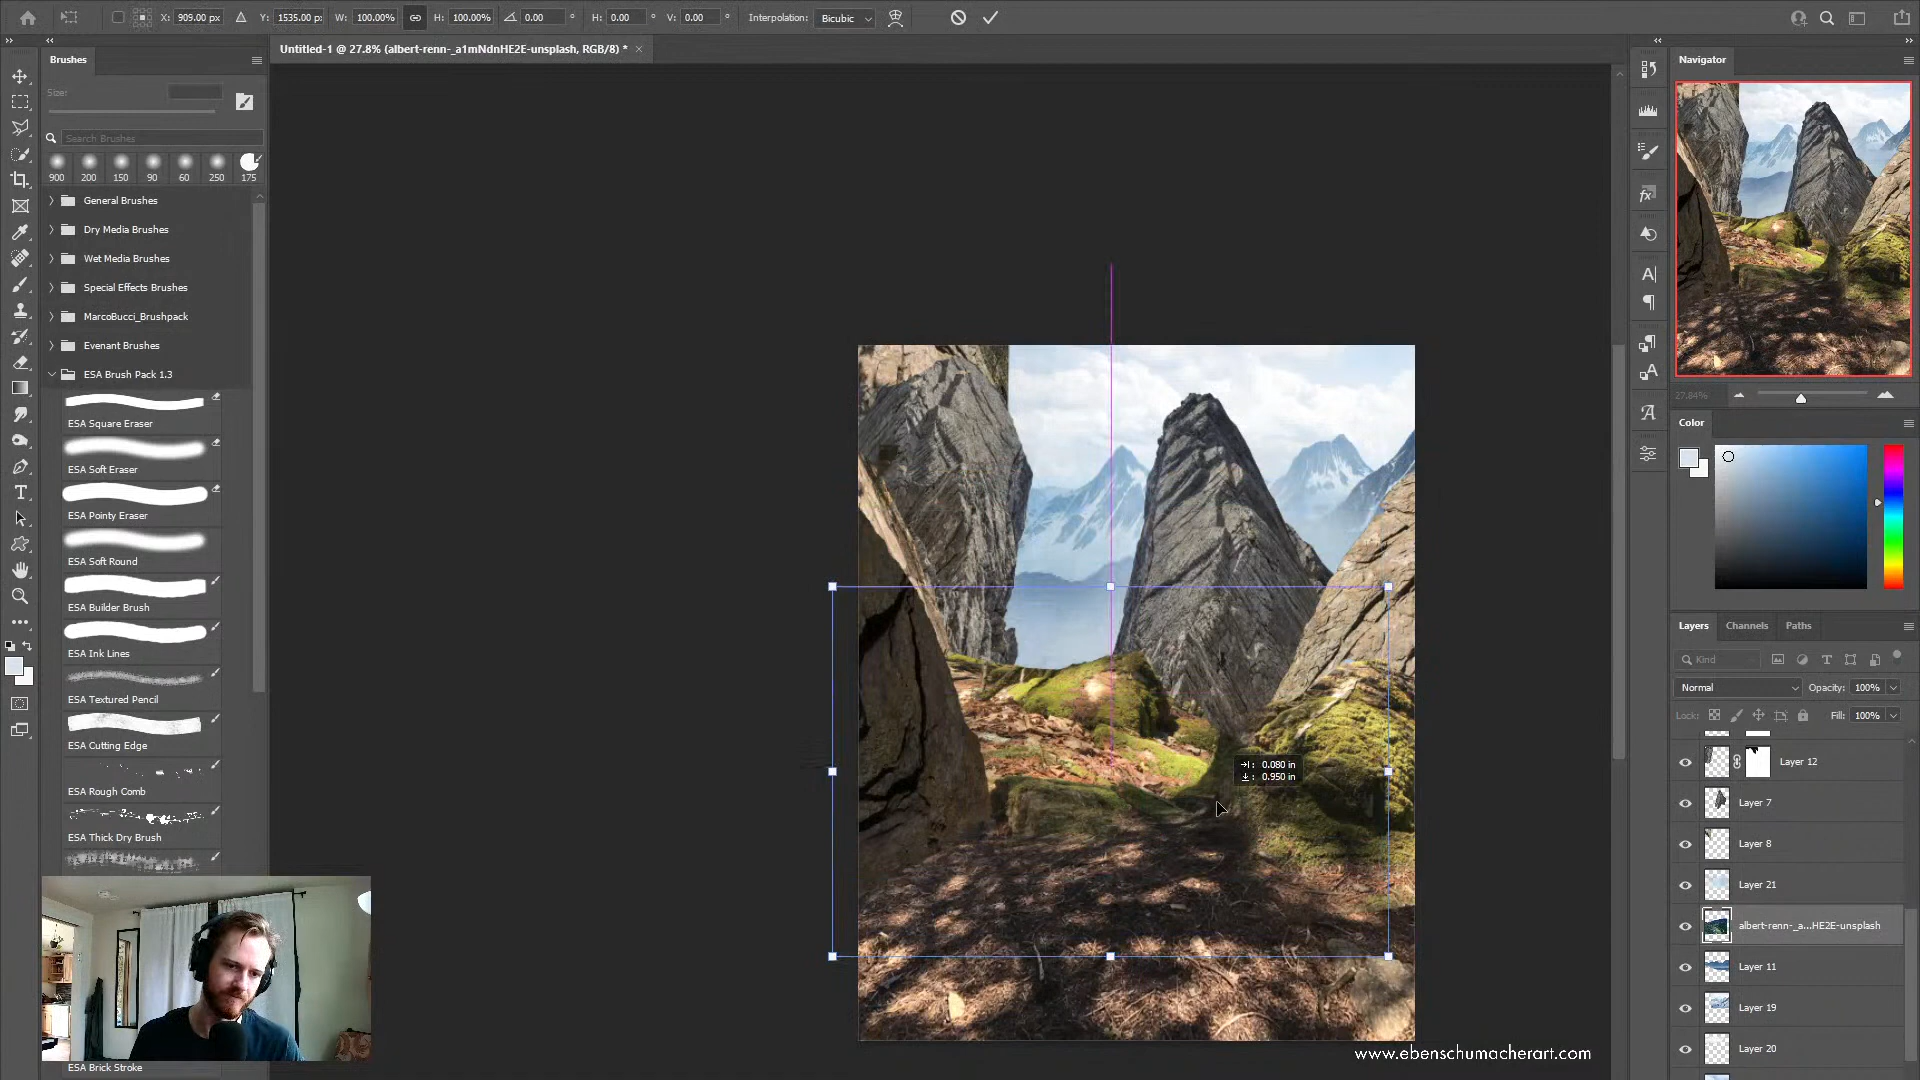 X: 909.00 px Y: 1535.00 px W: 100.00% H: 100.00% 0.00 ° H: 0.00 ° V: 0.00 ° Interpolation: Bicubic
Untitled-1 @ 27.8% (albert-renn-_a1mNdnHE2E-unsplash, RGB/8) * ×
Brushes
Size:
Search Brushes
900 200 150 90 60 250 175
General Brushes
Dry Media Brushes
Wet Media Brushes
Special Effects Brushes
MarcoBucci_Brushpack
Evenant Brushes
ESA Brush Pack 1.3
ESA Square Eraser
ESA Soft Eraser
ESA Pointy Eraser
ESA Soft Round
ESA Builder Brush
ESA Ink Lines
ESA Textured Pencil
ESA Cutting Edge
ESA Rough Comb
ESA Thick Dry Brush
ESA Brick Stroke
: 0.080 in
: 0.950 in
www.ebenschumacherart.com
Navigator
27.84%
Color
Layers Channels Paths
Kind
Normal Opacity: 100%
Lock: Fill: 100%
Layer 12
Layer 7
Layer 8
Layer 21
albert-renn-_a...HE2E-unsplash
Layer 11
Layer 19
Layer 20